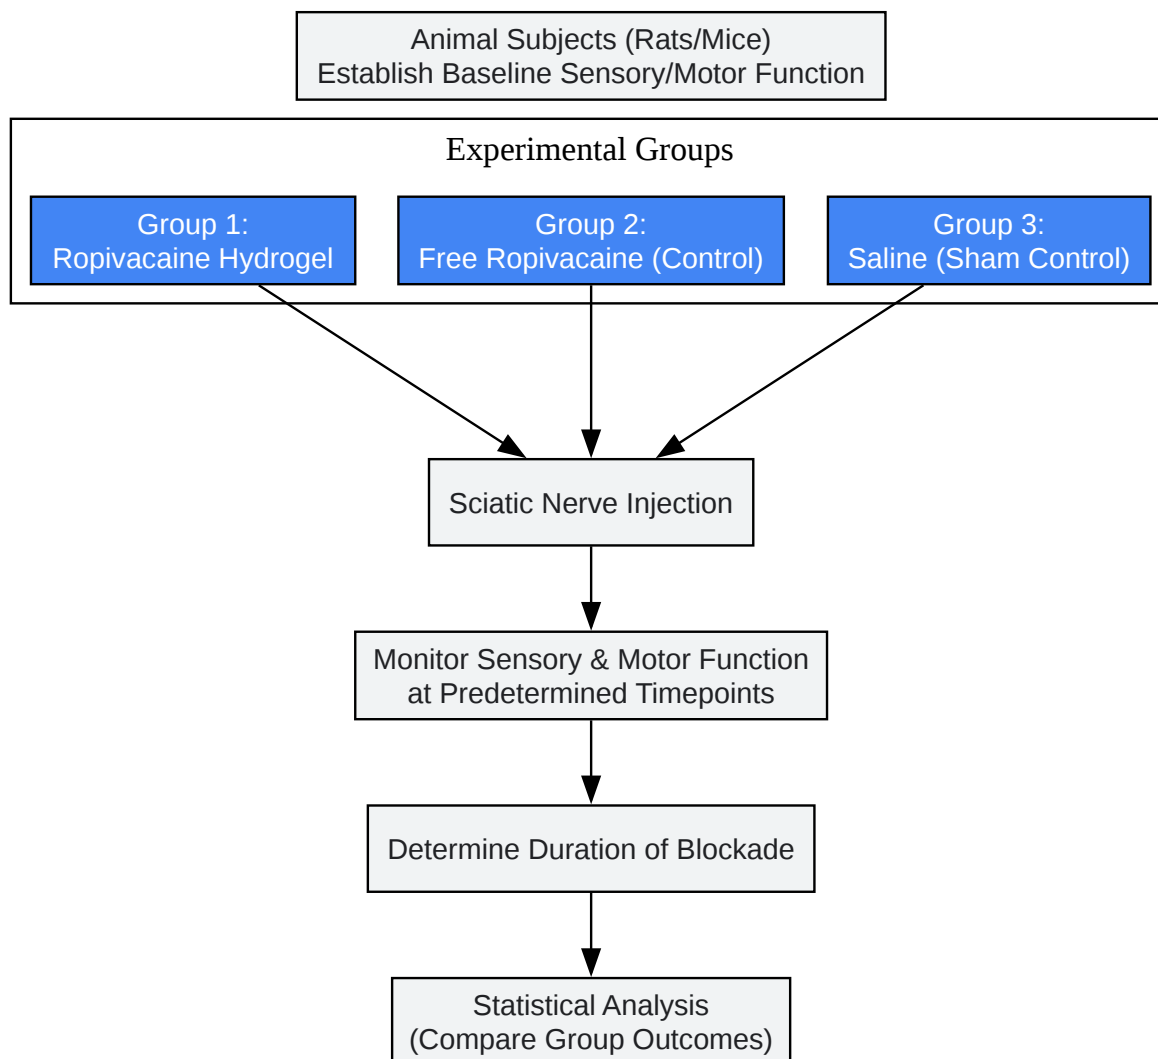 Animal Subjects (Rats/Mice)
Establish Baseline Sensory/Motor Function
Experimental Groups
Group 1:
Ropivacaine Hydrogel
Group 2:
Free Ropivacaine (Control)
Group 3:
Saline (Sham Control)
Sciatic Nerve Injection
Monitor Sensory & Motor Function
at Predetermined Timepoints
Determine Duration of Blockade
Statistical Analysis
(Compare Group Outcomes)